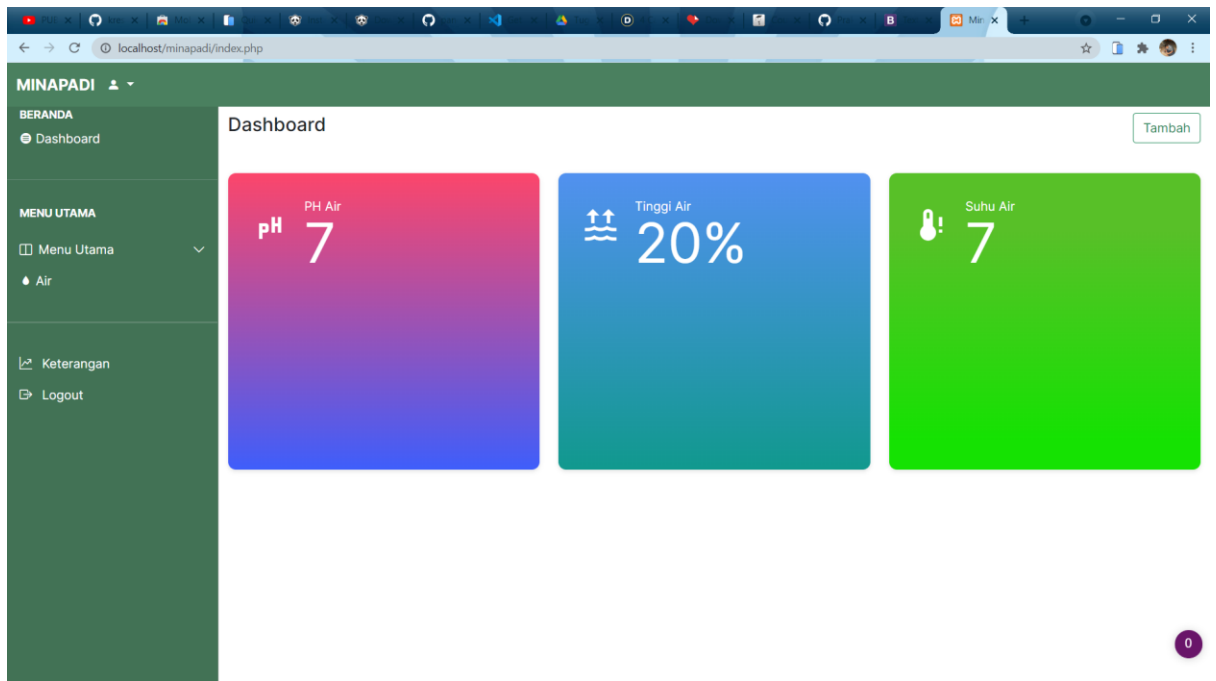 localhost/minapadi/index.php
MINAPADI
BERANDA
Dashboard
MENU UTAMA
Menu Utama
Air
Keterangan
Logout
Dashboard
Tambah
pH
PH Air
7
Tinggi Air
20%
Suhu Air
7
0